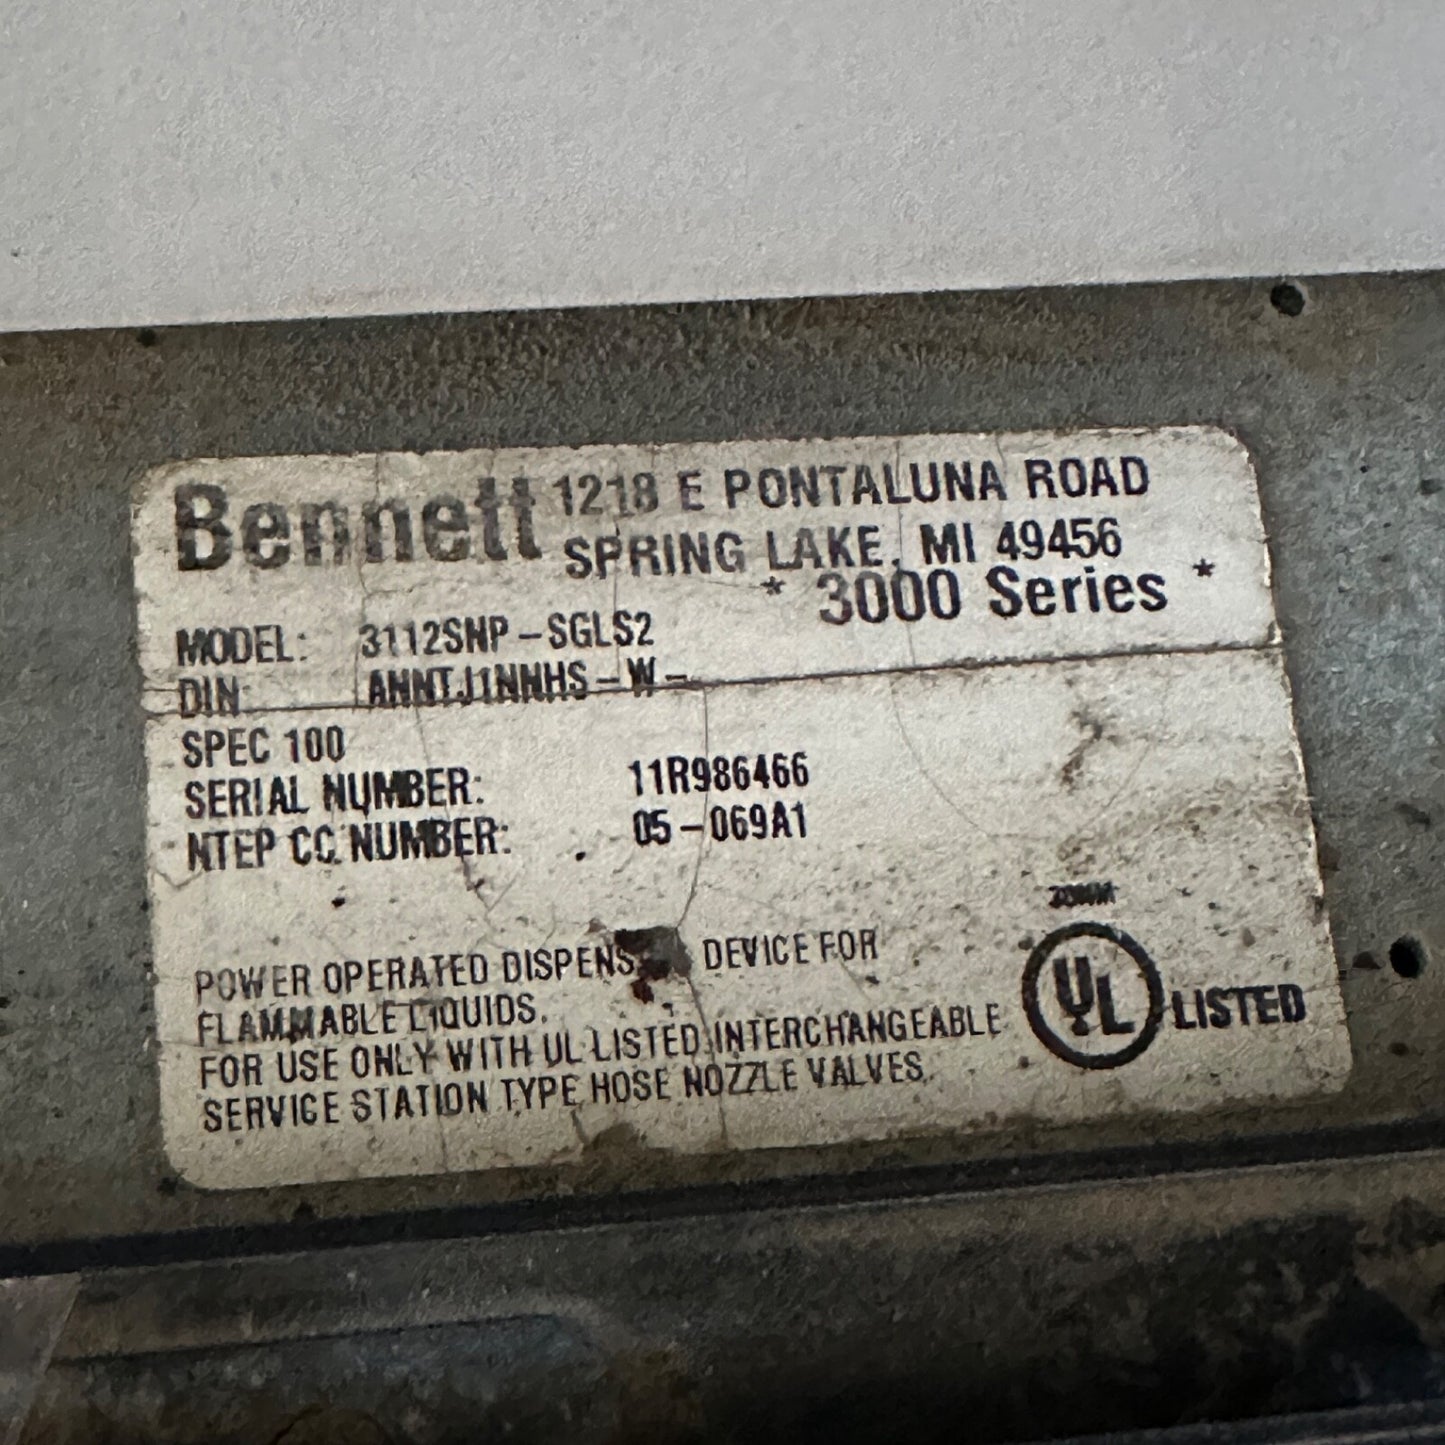 Bennett 1218 E PONTALUNA ROAD
SPRING LAKE, MI 49456
* 3000 Series *
MODEL: 3112SNP-SGLS2
DIN: ANNTJ1NNHS-W-
SPEC 100
SERIAL NUMBER: 11R986466
NTEP CC NUMBER: 05-069A1
POWER OPERATED DISPENS DEVICE FOR
FLAMMABLE LIQUIDS.
FOR USE ONLY WITH UL LISTED INTERCHANGEABLE
SERVICE STATION TYPE HOSE NOZZLE VALVES.
UL LISTED